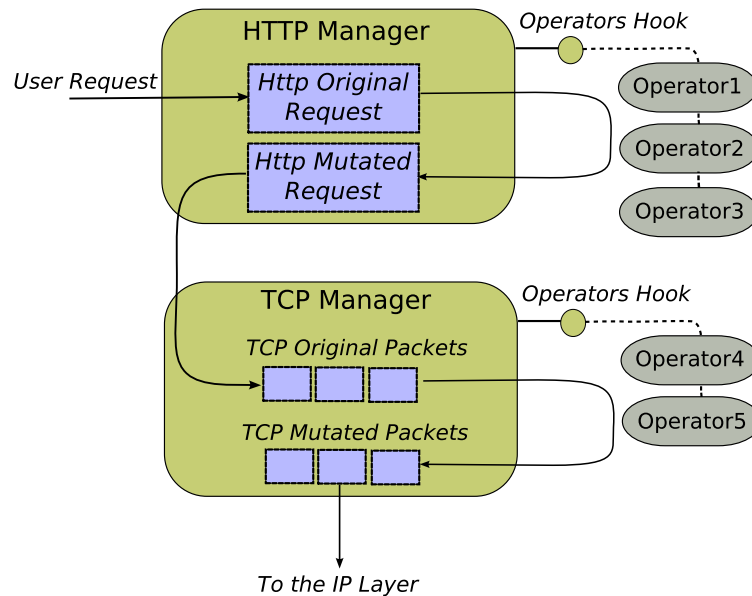 HTTP Manager
Operators Hook
User Request
Http Original
Request
Http Mutated
Request
Operator1
Operator2
Operator3
TCP Manager
Operators Hook
TCP Original Packets
TCP Mutated Packets
Operator4
Operator5
To the IP Layer